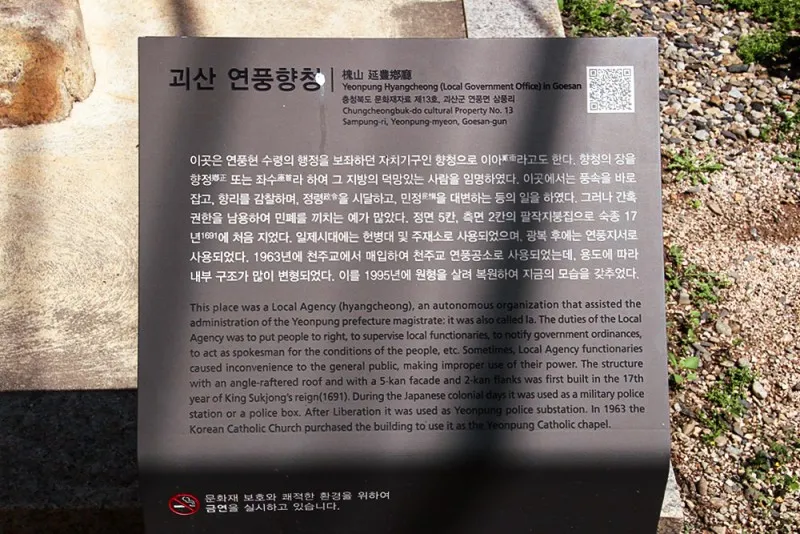 괴산 연풍향청
槐山 延豊鄕廳
Yeonpung Hyangcheong (Local Government Office) in Goesan
충청북도 문화재자료 제13호, 괴산군 연풍면 삼풍리
Chungcheongbuk-do cultural Property No. 13
Sampung-ri, Yeonpung-myeon, Goesan-gun
이곳은 연풍현 수령의 행정을 보좌하던 자치기구인 향청으로 이아貳衙라고도 한다. 향청의 장을
향정鄕正 또는 좌수座首라 하여 그 지방의 덕망있는 사람을 임명하였다. 이곳에서는 풍속을 바로
잡고, 향리를 감찰하며, 정령政令을 시달하고, 민정民情을 대변하는 등의 일을 하였다. 그러나 간혹
권한을 남용하여 민폐를 끼치는 예가 많았다. 정면 5칸, 측면 2칸의 팔작지붕집으로 숙종 17
년1691에 처음 지었다. 일제시대에는 헌병대 및 주재소로 사용되었으며, 광복 후에는 연풍지서로
사용되었다. 1963년에 천주교에서 매입하여 천주교 연풍공소로 사용되었는데, 용도에 따라
내부 구조가 많이 변형되었다. 이를 1995년에 원형을 살려 복원하여 지금의 모습을 갖추었다.
This place was a Local Agency (hyangcheong), an autonomous organization that assisted the
administration of the Yeonpung prefecture magistrate: it was also called Ia. The duties of the Local
Agency was to put people to right, to supervise local functionaries, to notify government ordinances,
to act as spokesman for the conditions of the people, etc. Sometimes, Local Agency functionaries
caused inconvenience to the general public, making improper use of their power. The structure
with an angle-raftered roof and with a 5-kan facade and 2-kan flanks was first built in the 17th
year of King Sukjong's reign(1691). During the Japanese colonial days it was used as a military police
station or a police box. After Liberation it was used as Yeonpung police substation. In 1963 the
Korean Catholic Church purchased the building to use it as the Yeonpung Catholic chapel.
문화재 보호와 쾌적한 환경을 위하여
금연을 실시하고 있습니다.